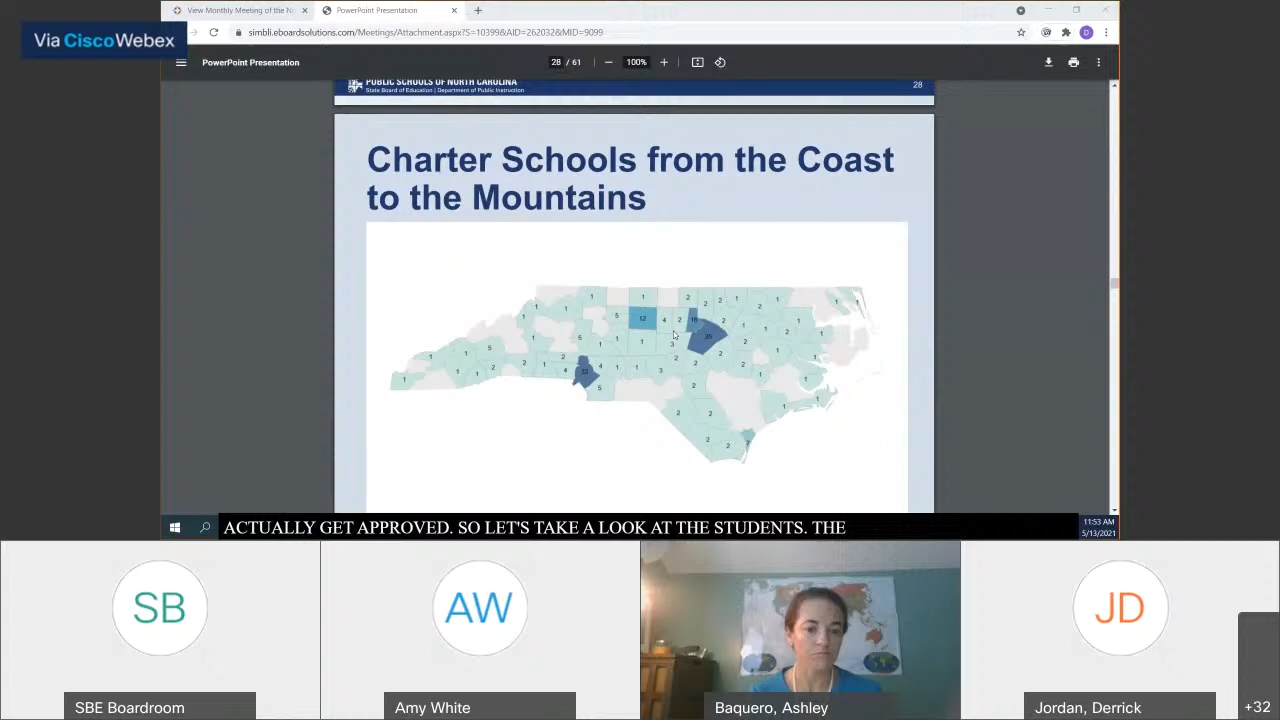 View Monthly Meeting of the N
PowerPoint Presentation
Via Cisco Webex
simbli.eboardsolutions.com/Meetings/Attachment.aspx?S=10399&AID=262032&MID=9099
D
PowerPoint Presentation
28 / 61
100%
PUBLIC SCHOOLS OF NORTH CAROLINA
State Board of Education | Department of Public Instruction
28
Charter Schools from the Coast
to the Mountains
ACTUALLY GET APPROVED. SO LET'S TAKE A LOOK AT THE STUDENTS. THE
11:53 AM
5/13/2021
SB
AW
JD
SBE Boardroom
Amy White
Baquero, Ashley
Jordan, Derrick
+32